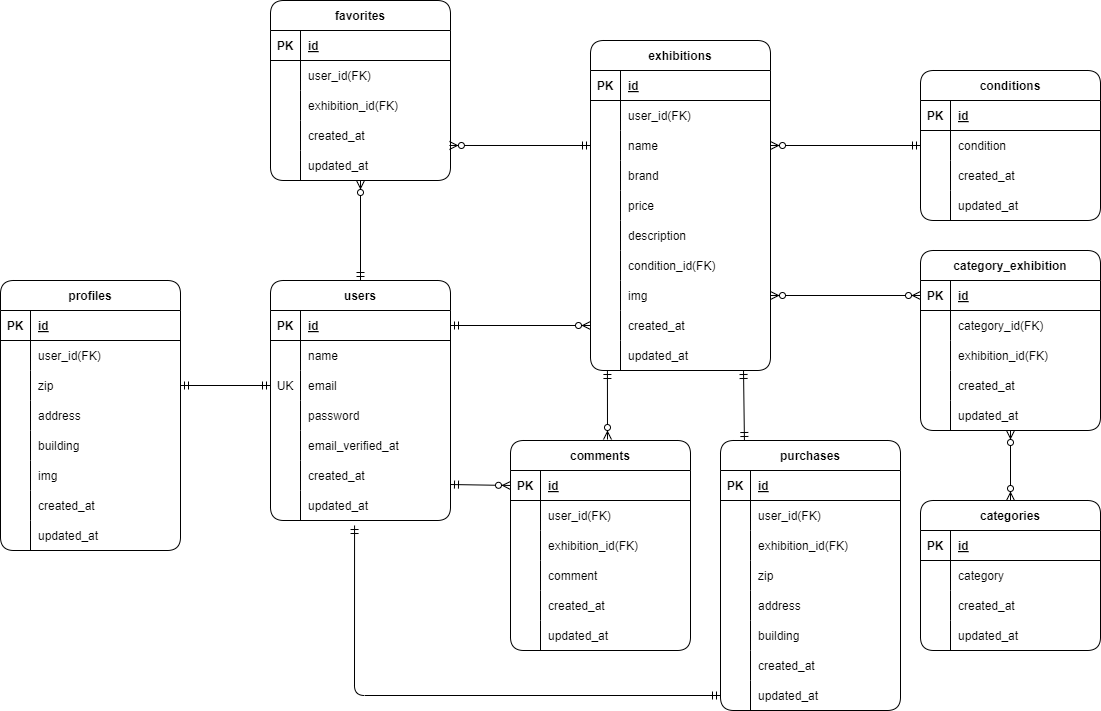 favorites
PK id
user_id(FK)
exhibition_id(FK)
created_at
updated_at
exhibitions
PK id
user_id(FK)
name
brand
price
description
condition_id(FK)
img
created_at
updated_at
conditions
PK id
condition
created_at
updated_at
category_exhibition
PK id
category_id(FK)
exhibition_id(FK)
created_at
updated_at
profiles
PK id
user_id(FK)
zip
address
building
img
created_at
updated_at
users
PK id
name
UK email
password
email_verified_at
created_at
updated_at
comments
PK id
user_id(FK)
exhibition_id(FK)
comment
created_at
updated_at
purchases
PK id
user_id(FK)
exhibition_id(FK)
zip
address
building
created_at
updated_at
categories
PK id
category
created_at
updated_at